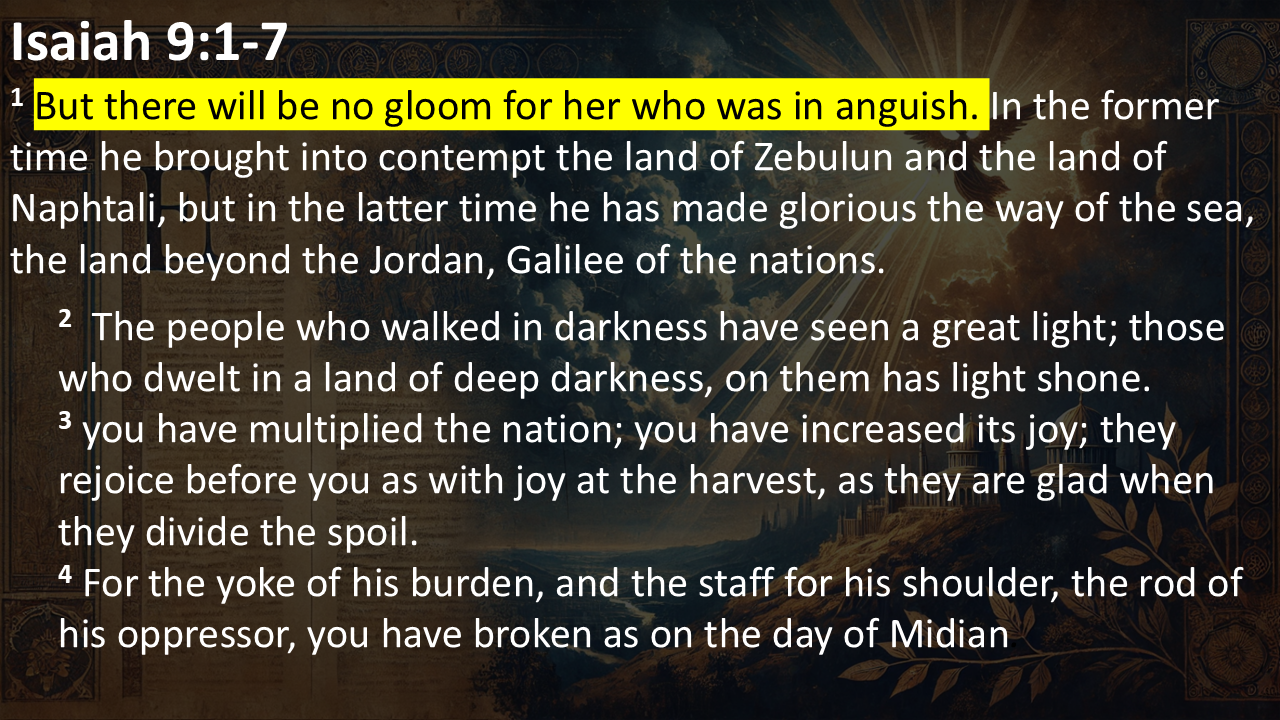 Isaiah 9:1-7
1 But there will be no gloom for her who was in anguish. In the former
time he brought into contempt the land of Zebulun and the land of
Naphtali, but in the latter time he has made glorious the way of the sea,
the land beyond the Jordan, Galilee of the nations.
2 The people who walked in darkness have seen a great light; those
who dwelt in a land of deep darkness, on them has light shone.
3 you have multiplied the nation; you have increased its joy; they
rejoice before you as with joy at the harvest, as they are glad when
they divide the spoil.
4 For the yoke of his burden, and the staff for his shoulder, the rod of
his oppressor, you have broken as on the day of Midian